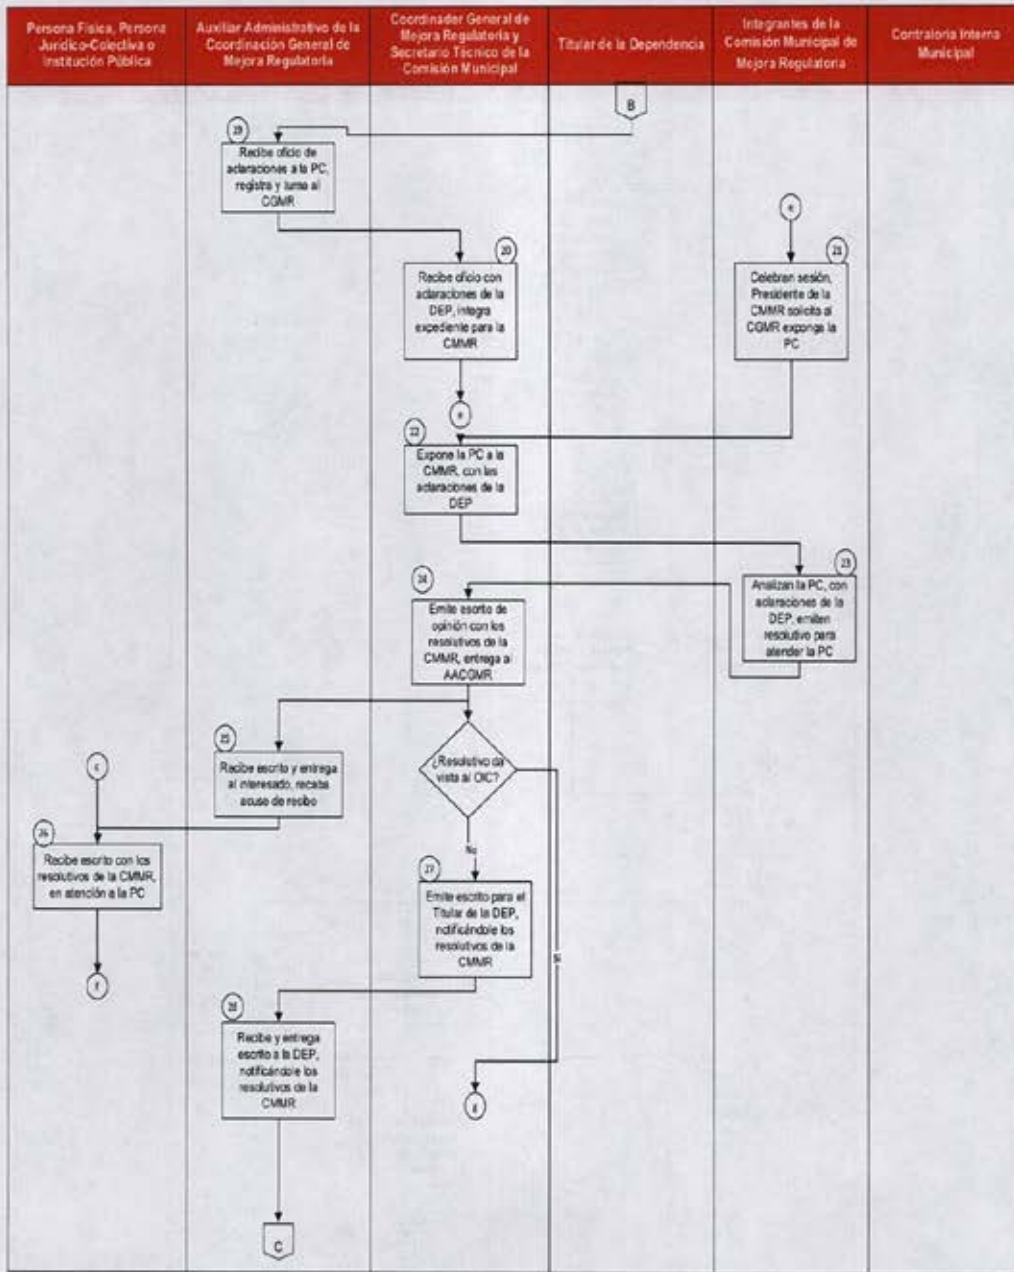 Persona Física, Persona
Jurídico-Colectiva o
Institución Pública
Auxiliar Administrativo de la
Coordinación General de
Mejora Regulatoria
Coordinador General de
Mejora Regulatoria y
Secretario Técnico de la
Comisión Municipal
Titular de la Dependencia
Integrantes de la
Comisión Municipal de
Mejora Regulatoria
Contraloría Interna
Municipal
B
19
Recibe oficio de
aclaraciones a la PC,
registra y turna al
CGMR
20
Recibe oficio con
aclaraciones de la
DEP, integra
expediente para la
CMMR
e
e
21
Celebran sesión,
Presidente de la
CMMR solicita al
CGMR exponga la
PC
22
Expone la PC a la
CMMR, con las
aclaraciones de la
DEP
23
Analizan la PC, con
aclaraciones de la
DEP, emiten
resolutivo para
atender la PC
24
Emite escrito de
opinión con los
resolutivos de la
CMMR, entrega al
AACGMR
25
Recibe escrito y entrega
al interesado, recaba
acuse de recibo
¿Resolutivo da
vista al OIC?
No
Si
c
26
Recibe escrito con los
resolutivos de la CMMR,
en atención a la PC
f
27
Emite escrito para el
Titular de la DEP,
notificándole los
resolutivos de la
CMMR
28
Recibe y entrega
escrito a la DEP,
notificándole los
resolutivos de la
CMMR
C